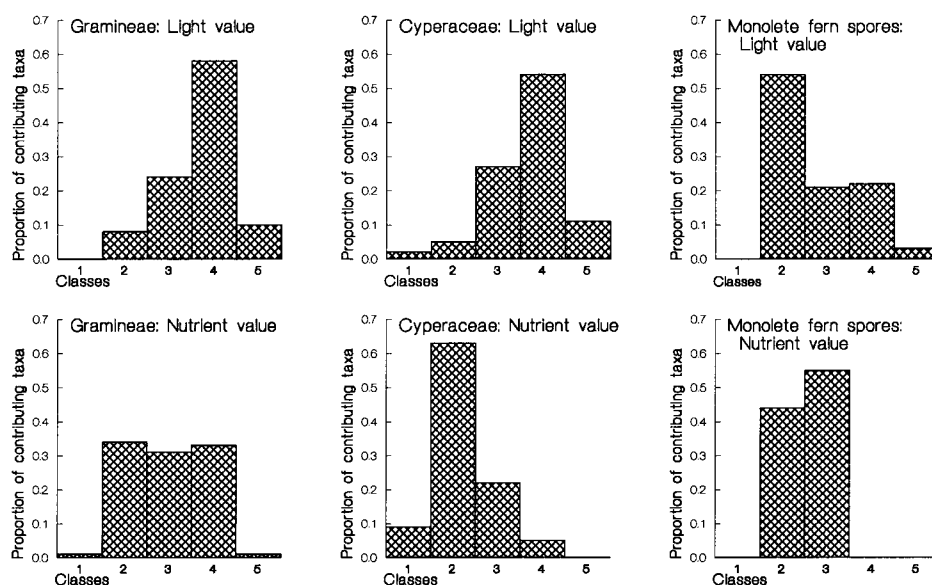 Gramineae: Light value
Proportion of contributing taxa
0.7
0.6
0.5
0.4
0.3
0.2
0.1
0.0
1 2 3 4 5
Classes
Cyperaceae: Light value
Proportion of contributing taxa
0.7
0.6
0.5
0.4
0.3
0.2
0.1
0.0
1 2 3 4 5
Classes
Monolete fern spores:
Light value
Proportion of contributing taxa
0.7
0.6
0.5
0.4
0.3
0.2
0.1
0.0
1 2 3 4 5
Classes
Gramineae: Nutrient value
Proportion of contributing taxa
0.7
0.6
0.5
0.4
0.3
0.2
0.1
0.0
1 2 3 4 5
Classes
Cyperaceae: Nutrient value
Proportion of contributing taxa
0.7
0.6
0.5
0.4
0.3
0.2
0.1
0.0
1 2 3 4 5
Classes
Monolete fern spores:
Nutrient value
Proportion of contributing taxa
0.7
0.6
0.5
0.4
0.3
0.2
0.1
0.0
1 2 3 4 5
Classes